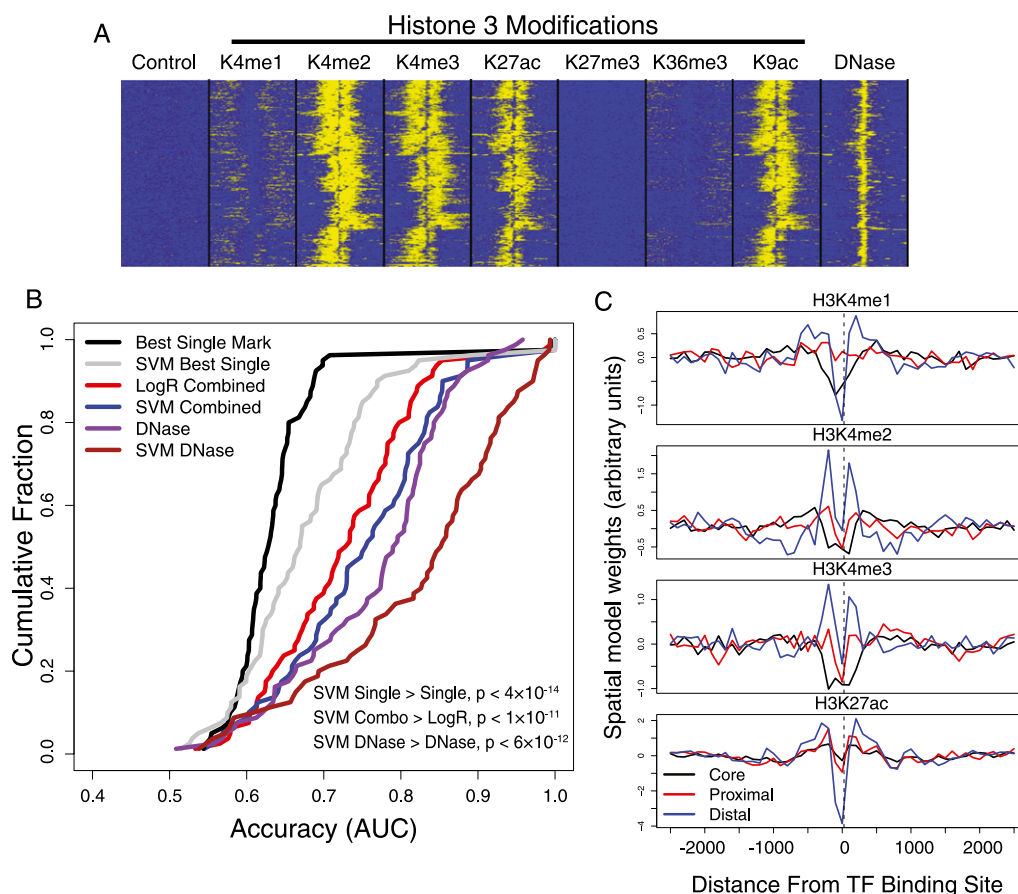 A
Histone 3 Modifications
Control K4me1 K4me2 K4me3 K27ac K27me3 K36me3 K9ac DNase
B
Cumulative Fraction
1.0
0.8
0.6
0.4
0.2
0.0
Best Single Mark
SVM Best Single
LogR Combined
SVM Combined
DNase
SVM DNase
SVM Single > Single, p < 4×10-14
SVM Combo > LogR, p < 1×10-11
SVM DNase > DNase, p < 6×10-12
0.4 0.5 0.6 0.7 0.8 0.9 1.0
Accuracy (AUC)
C
Spatial model weights (arbitrary units)
H3K4me1
0.5
0.0
-1.0
H3K4me2
1.5
0.5
-0.5
H3K4me3
1.0
0.0
-1.0
H3K27ac
2
0
-2
-4
Core
Proximal
Distal
-2000 -1000 0 1000 2000
Distance From TF Binding Site